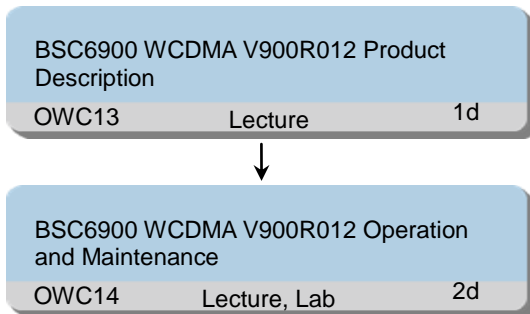 BSC6900 WCDMA V900R012 Product
Description
OWC13 Lecture 1d
BSC6900 WCDMA V900R012 Operation
and Maintenance
OWC14 Lecture, Lab 2d